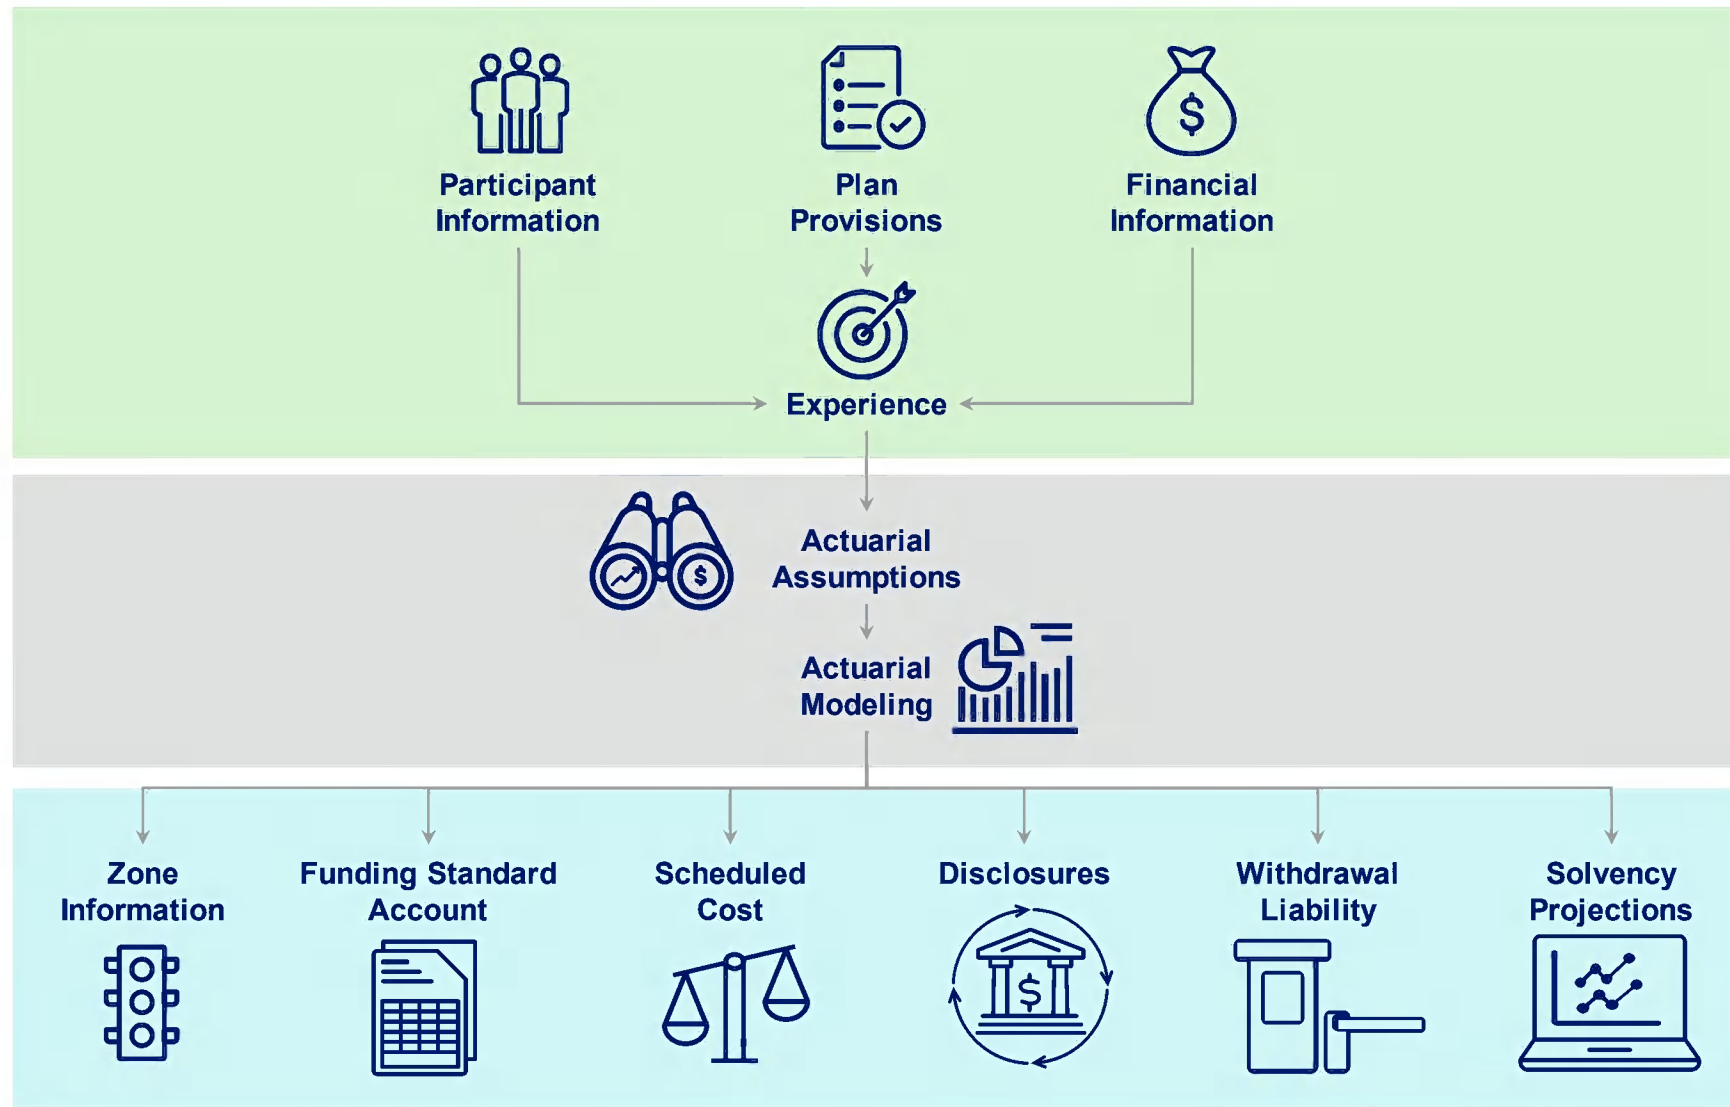 Participant
Information
Plan
Provisions
Financial
Information
$
Experience
$
Actuarial
Assumptions
Actuarial
Modeling
Zone
Information
Funding Standard
Account
Scheduled
Cost
Disclosures
$
Withdrawal
Liability
Solvency
Projections